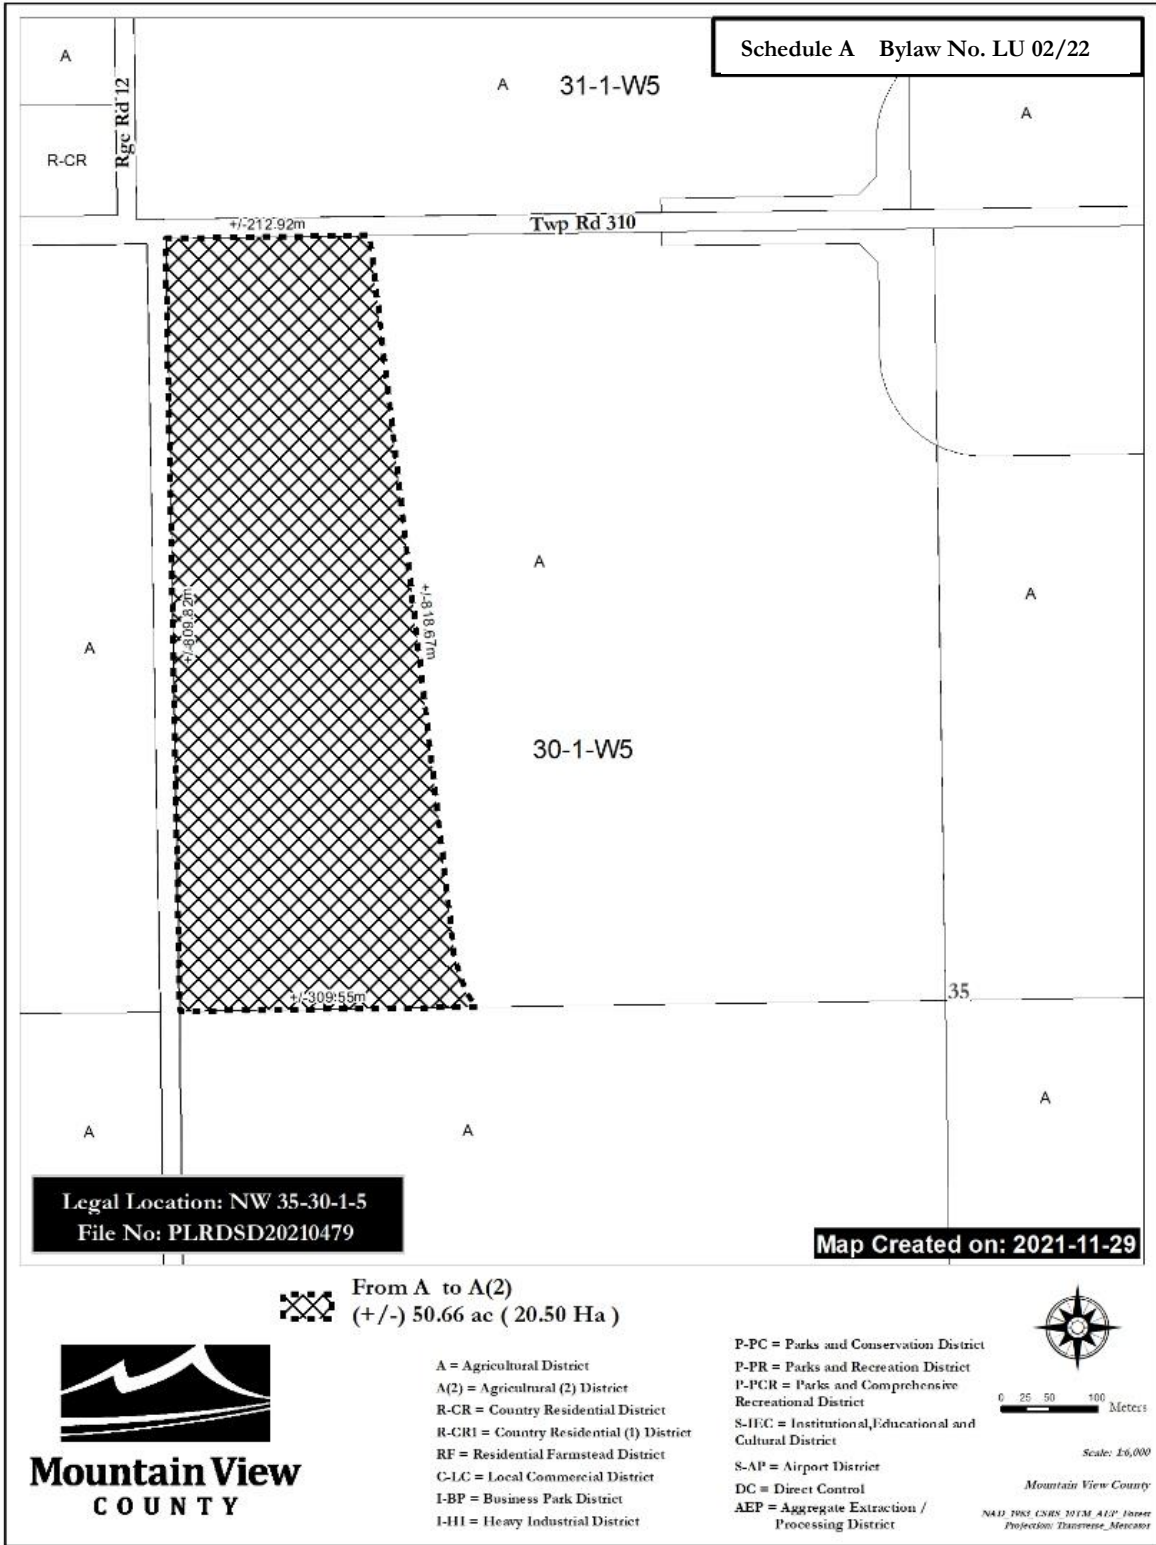 Schedule A Bylaw No. LU 02/22
A
A
31-1-W5
A
Rge Rd 12
R-CR
+/-212.92m
Twp Rd 310
A
+/-809.82m
+/-818.67m
A
A
30-1-W5
+/-309.55m
35
A
A
A
Legal Location: NW 35-30-1-5
File No: PLRDSD20210479
Map Created on: 2021-11-29
From A to A(2)
(+/-) 50.66 ac ( 20.50 Ha )
Mountain View
COUNTY
A = Agricultural District
A(2) = Agricultural (2) District
R-CR = Country Residential District
R-CR1 = Country Residential (1) District
RF = Residential Farmstead District
C-LC = Local Commercial District
I-BP = Business Park District
I-HI = Heavy Industrial District
P-PC = Parks and Conservation District
P-PR = Parks and Recreation District
P-PCR = Parks and Comprehensive
Recreational District
S-IEC = Institutional,Educational and
Cultural District
S-AP = Airport District
DC = Direct Control
AEP = Aggregate Extraction /
Processing District
0 25 50 100
Meters
Scale: 1:6,000
Mountain View County
NAD_1983_CSRS_10TM_AEP_Forest
Projection: Transverse_Mercator